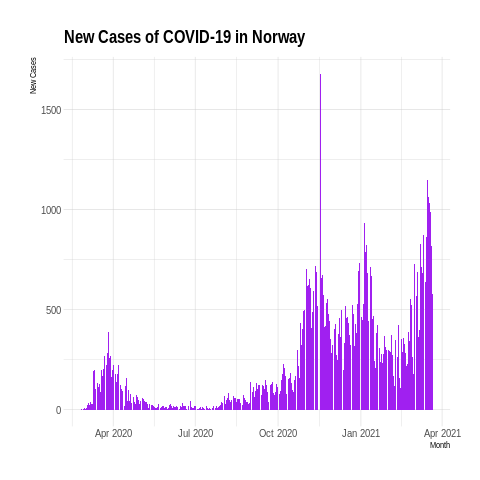 New Cases of COVID-19 in Norway
New Cases
1500
1000
500
0
Apr 2020 Jul 2020 Oct 2020 Jan 2021 Apr 2021
Month